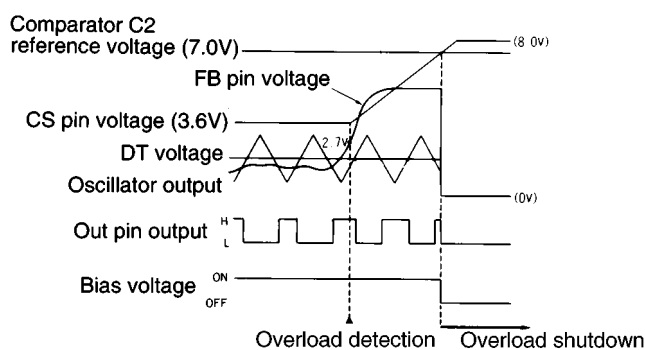 Comparator C2
reference voltage (7.0V)
(8.0V)
FB pin voltage
CS pin voltage (3.6V)
2.7V
DT voltage
Oscillator output
(0V)
Out pin output
H
L
Bias voltage
ON
OFF
Overload detection
Overload shutdown